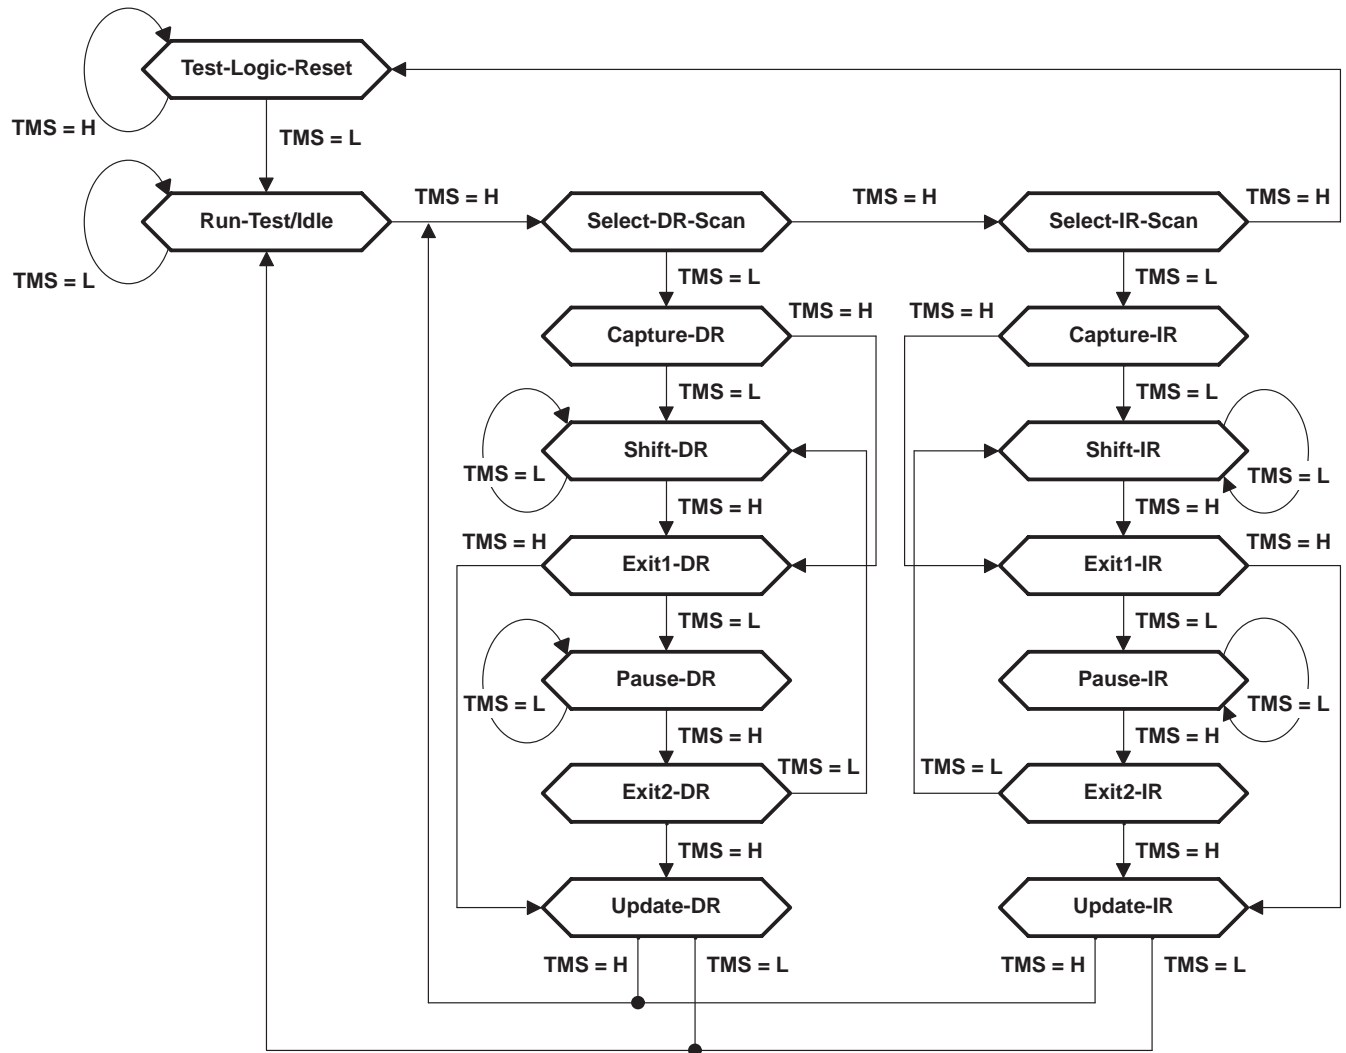 Test-Logic-Reset
TMS = H
TMS = L
TMS = H
TMS = H
TMS = H
Run-Test/Idle
Select-DR-Scan
Select-IR-Scan
TMS = L
TMS = L
TMS = L
TMS = H
TMS = H
Capture-DR
Capture-IR
TMS = L
TMS = L
Shift-DR
Shift-IR
TMS = L
TMS = L
TMS = H
TMS = H
TMS = H
TMS = H
Exit1-DR
Exit1-IR
TMS = L
TMS = L
Pause-DR
Pause-IR
TMS = L
TMS = L
TMS = H
TMS = H
TMS = L
TMS = L
Exit2-DR
Exit2-IR
TMS = H
TMS = H
Update-DR
Update-IR
TMS = H
TMS = L
TMS = H
TMS = L